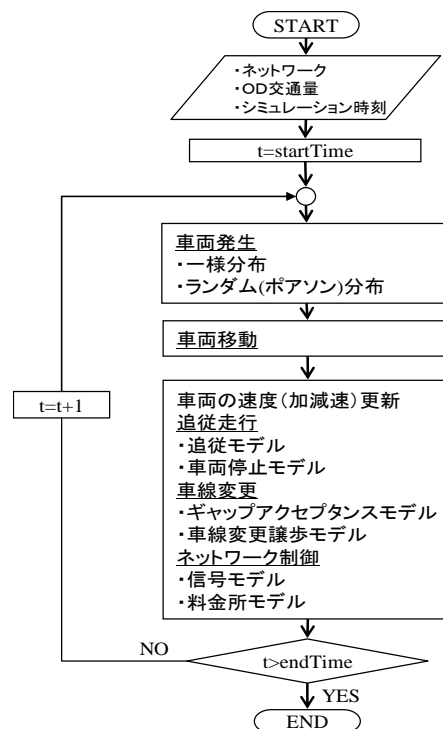 START
・ネットワーク
・OD交通量
・シミュレーション時刻
t=startTime
車両発生
・一様分布
・ランダム(ポアソン)分布
車両移動
t=t+1
車両の速度(加減速)更新
追従走行
・追従モデル
・車両停止モデル
車線変更
・ギャップアクセプタンスモデル
・車線変更譲歩モデル
ネットワーク制御
・信号モデル
・料金所モデル
NO
t>endTime
YES
END